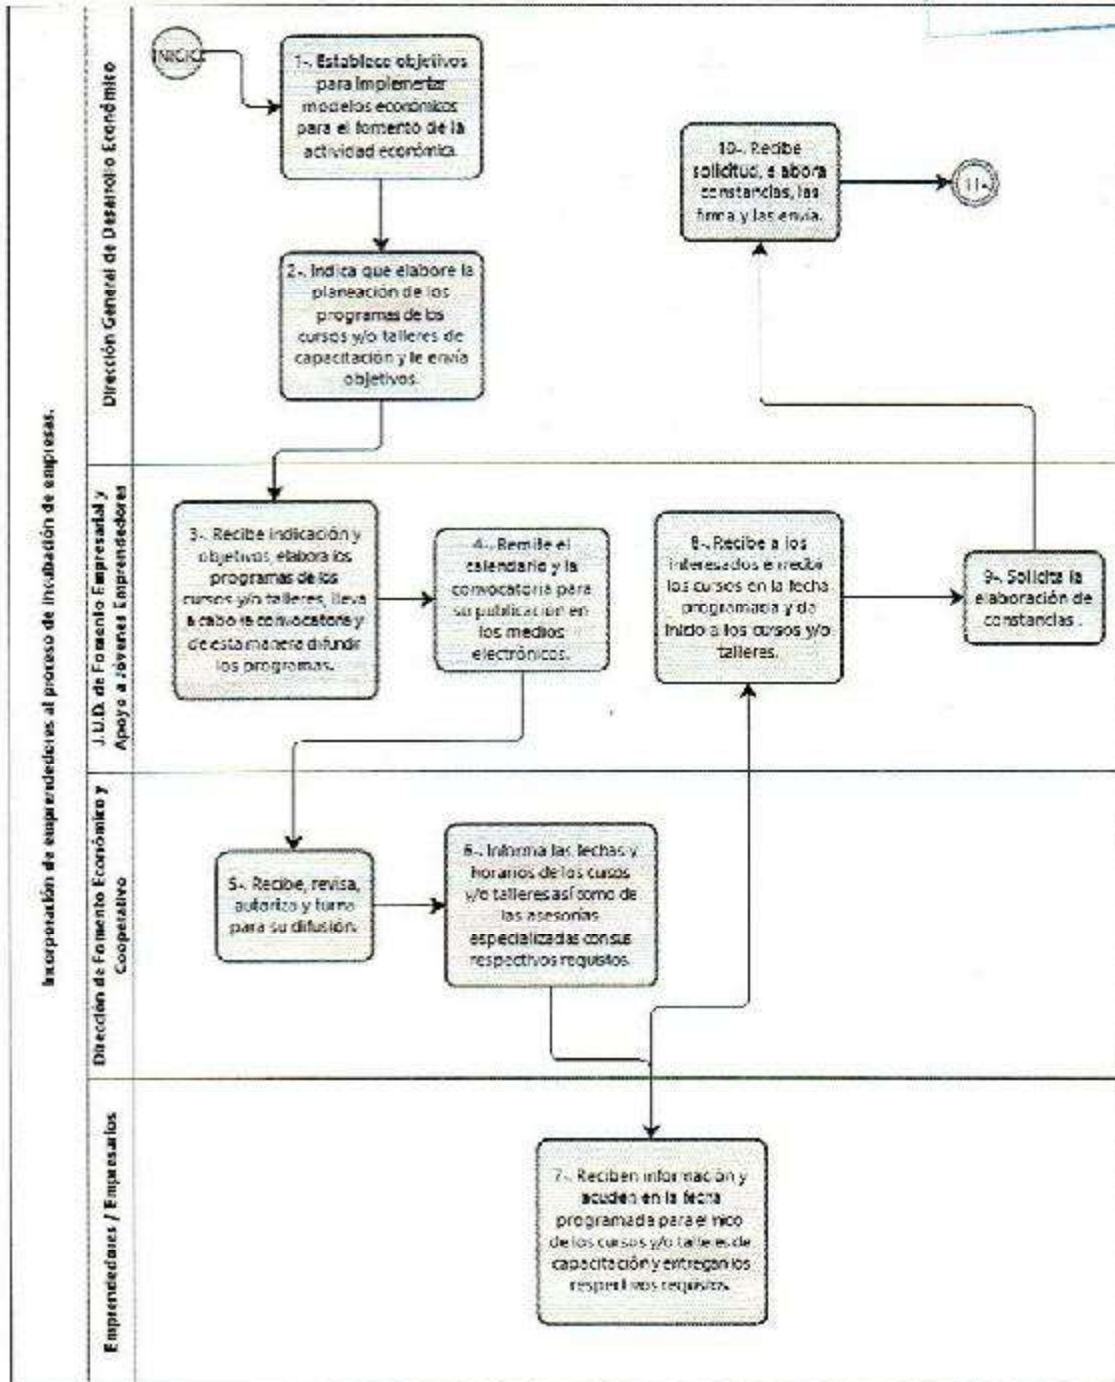 Incorporación de emprendedores al proceso de incubación de empresas.
Dirección General de Desarrollo Económico
INICIO
1-. Establece objetivos
para implementar
modelos económicos
para el fomento de la
actividad económica.
2-. Indica que elabore la
planeación de los
programas de los
cursos y/o talleres de
capacitación y le envía
objetivos.
10-. Recibe
solicitud, elabora
constancias, las
firma y las envía.
11-.
J.U.D. de Fomento Empresarial y
Apoyo a Jóvenes Emprendedores
3-. Recibe indicación y
objetivos, elabora los
programas de los
cursos y/o talleres, lleva
a cabo la convocatoria y
de esta manera difundir
los programas.
4-. Remite el
calendario y la
convocatoria para
su publicación en
los medios
electrónicos.
8-. Recibe a los
interesados e recibir
los cursos en la fecha
programada y da
inicio a los cursos y/o
talleres.
9-. Solicita la
elaboración de
constancias .
Dirección de Fomento Económico y
Cooperativo
5-. Recibe, revisa,
autoriza y turna
para su difusión.
6-. Informa las fechas y
horarios de los cursos
y/o talleres así como de
las asesorías
especializadas con sus
respectivos requisitos.
Emprendedores / Empresarios
7-. Reciben información y
acuden en la fecha
programada para el inicio
de los cursos y/o talleres de
capacitación y entregan los
respectivos requisitos.